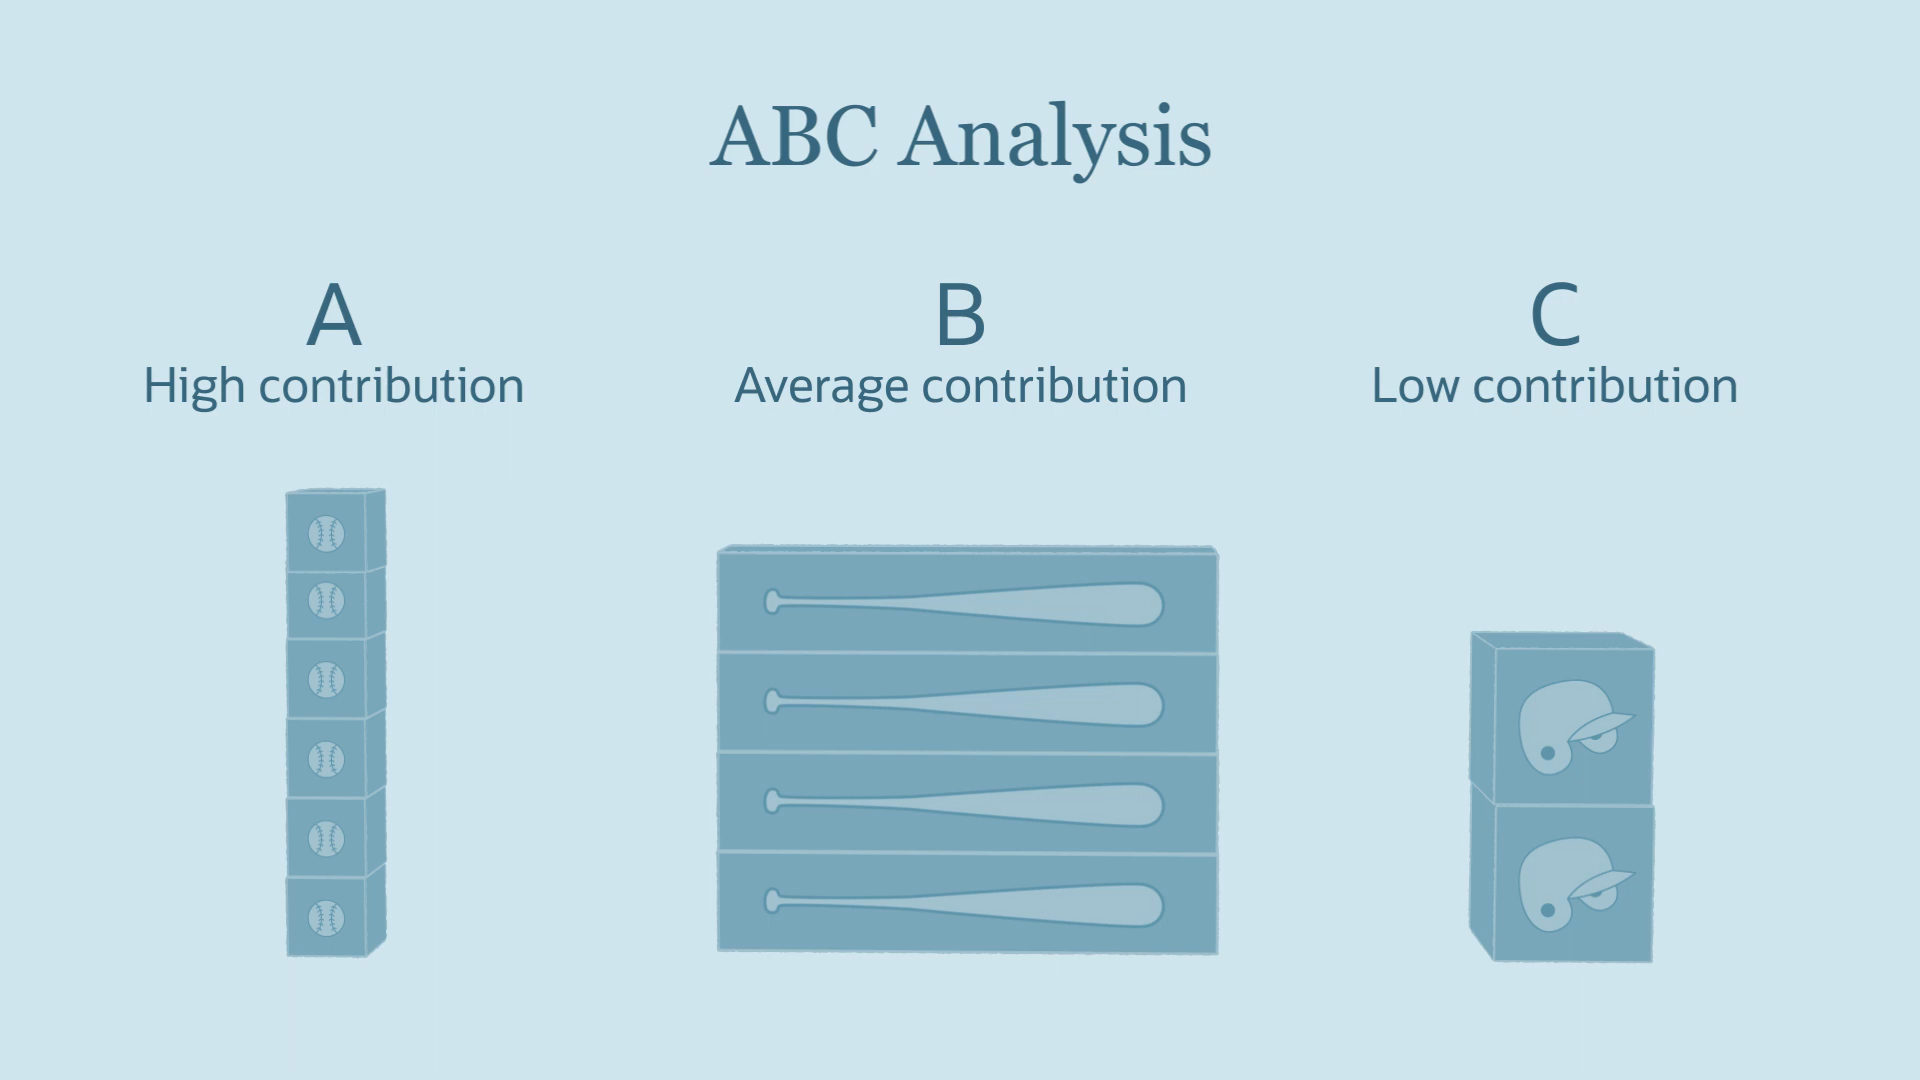 ABC Analysis
A
High contribution
B
Average contribution
C
Low contribution